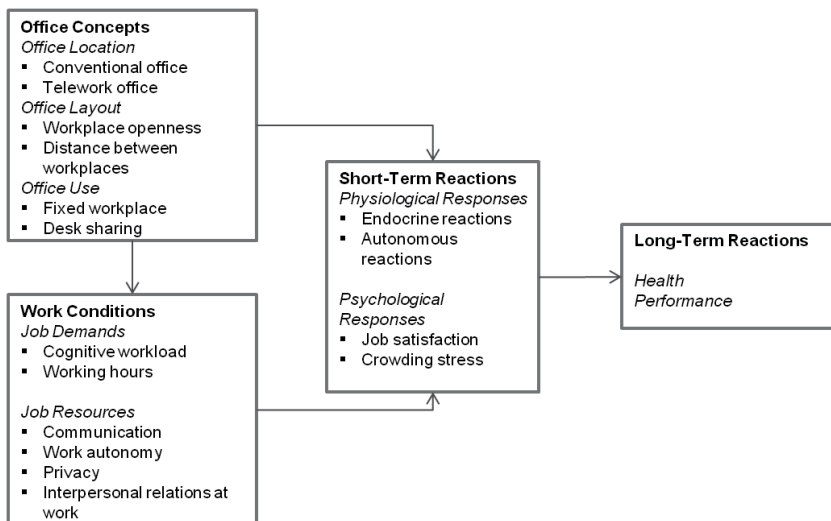 Office Concepts
Office Location
▪ Conventional office
▪ Telework office
Office Layout
▪ Workplace openness
▪ Distance between
workplaces
Office Use
▪ Fixed workplace
▪ Desk sharing
Work Conditions
Job Demands
▪ Cognitive workload
▪ Working hours
Job Resources
▪ Communication
▪ Work autonomy
▪ Privacy
▪ Interpersonal relations at
work
Short-Term Reactions
Physiological Responses
▪ Endocrine reactions
▪ Autonomous
reactions
Psychological
Responses
▪ Job satisfaction
▪ Crowding stress
Long-Term Reactions
Health
Performance